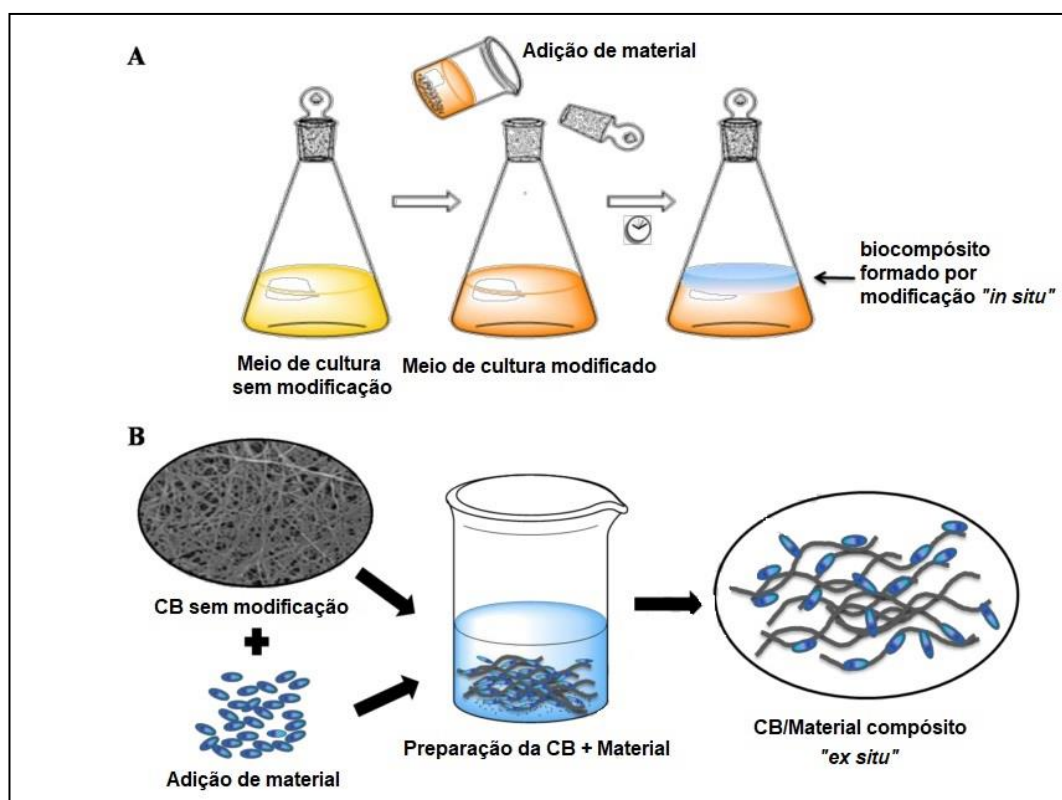 A
Adição de material
biocompósito
formado por
modificação "in situ"
Meio de cultura
sem modificação
Meio de cultura modificado
B
CB sem modificação
Adição de material
Preparação da CB + Material
CB/Material compósito
"ex situ"